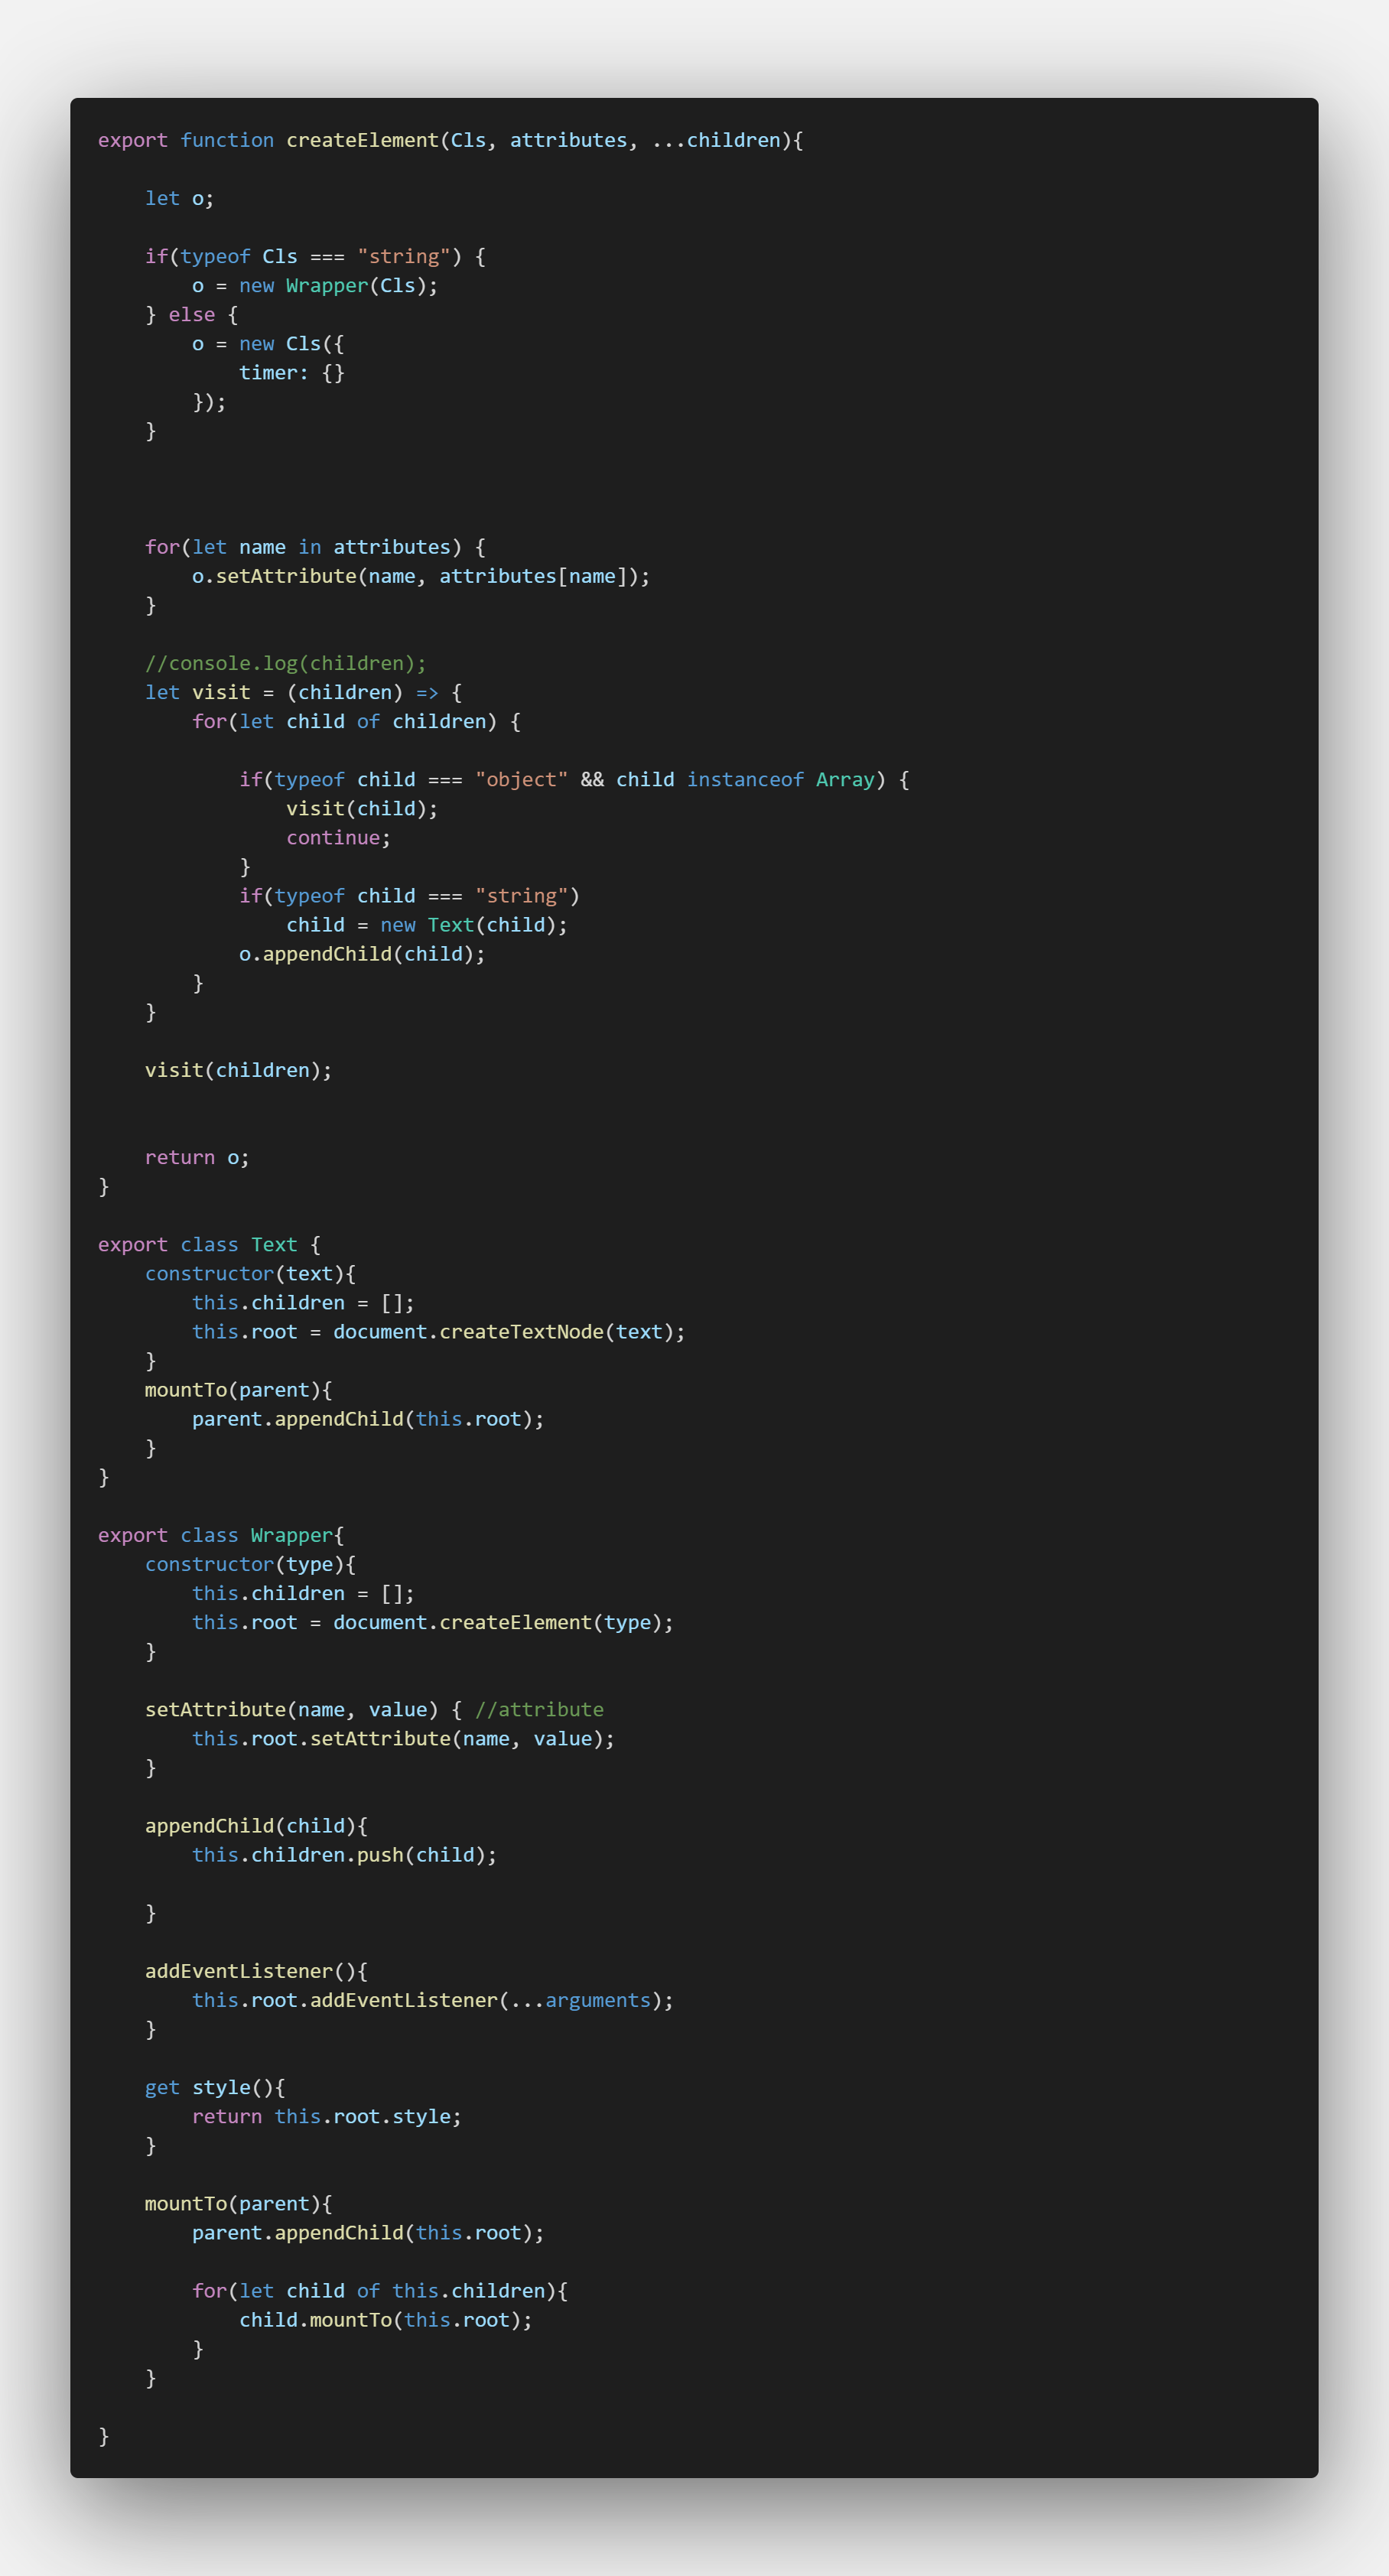 export function createElement(Cls, attributes, ...children){
    let o;
    if(typeof Cls === "string") {
        o = new Wrapper(Cls);
    } else {
        o = new Cls({
            timer: {}
        });
    }
    for(let name in attributes) {
        o.setAttribute(name, attributes[name]);
    }
    //console.log(children);
    let visit = (children) => {
        for(let child of children) {
            if(typeof child === "object" && child instanceof Array) {
                visit(child);
                continue;
            }
            if(typeof child === "string")
                child = new Text(child);
            o.appendChild(child);
        }
    }
    visit(children);
    return o;
}
export class Text {
    constructor(text){
        this.children = [];
        this.root = document.createTextNode(text);
    }
    mountTo(parent){
        parent.appendChild(this.root);
    }
}
export class Wrapper{
    constructor(type){
        this.children = [];
        this.root = document.createElement(type);
    }
    setAttribute(name, value) { //attribute
        this.root.setAttribute(name, value);
    }
    appendChild(child){
        this.children.push(child);
    }
    addEventListener(){
        this.root.addEventListener(...arguments);
    }
    get style(){
        return this.root.style;
    }
    mountTo(parent){
        parent.appendChild(this.root);
        for(let child of this.children){
            child.mountTo(this.root);
        }
    }
}